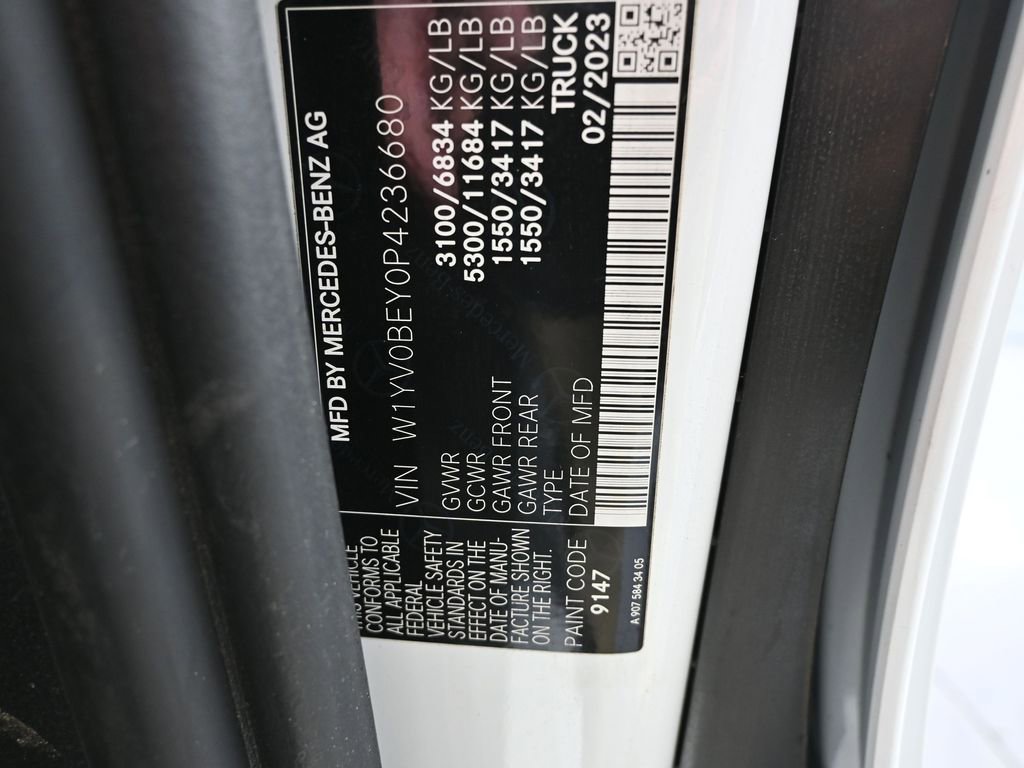 MFD BY MERCEDES-BENZ AG
VIN W1YV0BEY0P4236680
GVWR 3100/6834 KG/LB
GCWR 5300/11684 KG/LB
GAWR FRONT 1550/3417 KG/LB
GAWR REAR 1550/3417 KG/LB
TYPE TRUCK
DATE OF MFD 02/2023
VEHICLE
CONFORMS TO
ALL APPLICABLE
FEDERAL
VEHICLE SAFETY
STANDARDS IN
EFFECT ON THE
DATE OF MANU-
FACTURE SHOWN
ON THE RIGHT.
PAINT CODE
9147
A 907 584 34 05